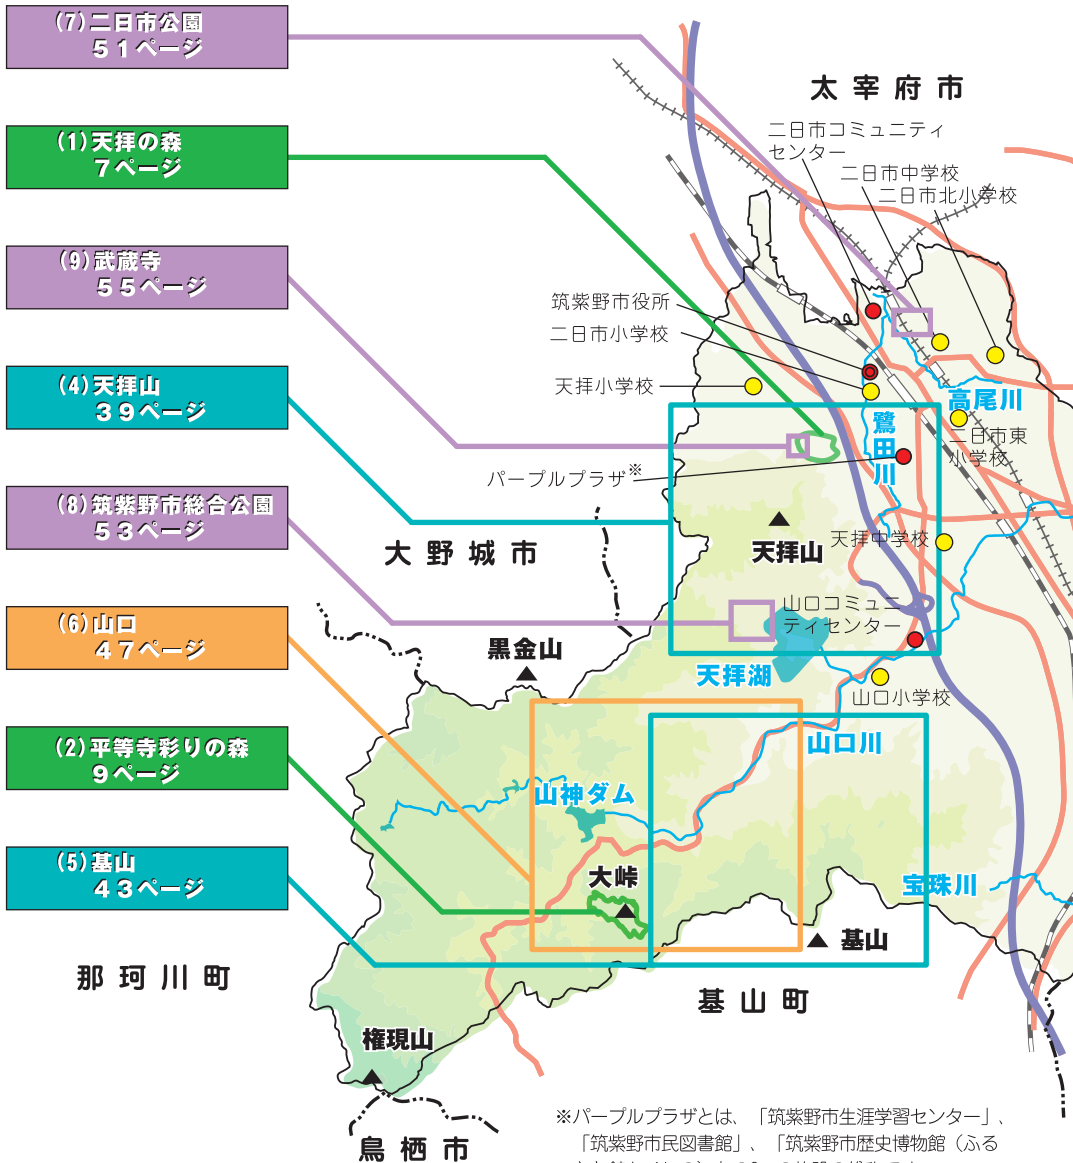 (7)二日市公園
51ページ
(1)天拝の森
7ページ
(9)武蔵寺
55ページ
(4)天拝山
39ページ
(8)筑紫野市総合公園
53ページ
(6)山口
47ページ
(2)平等寺彩りの森
9ページ
(5)基山
43ページ
太宰府市
二日市コミュニティ
センター
二日市中学校
二日市北小学校
筑紫野市役所
二日市小学校
天拝小学校
高尾川
鷺田川
二日市東
小学校
パープルプラザ※
大野城市
天拝山
天拝中学校
山口コミュニ
ティセンター
黒金山
天拝湖
山口小学校
山口川
山神ダム
大峠
宝珠川
基山
那珂川町
基山町
権現山
鳥栖市
※パープルプラザとは、「筑紫野市生涯学習センター」、
「筑紫野市民図書館」、「筑紫野市歴史博物館（ふる